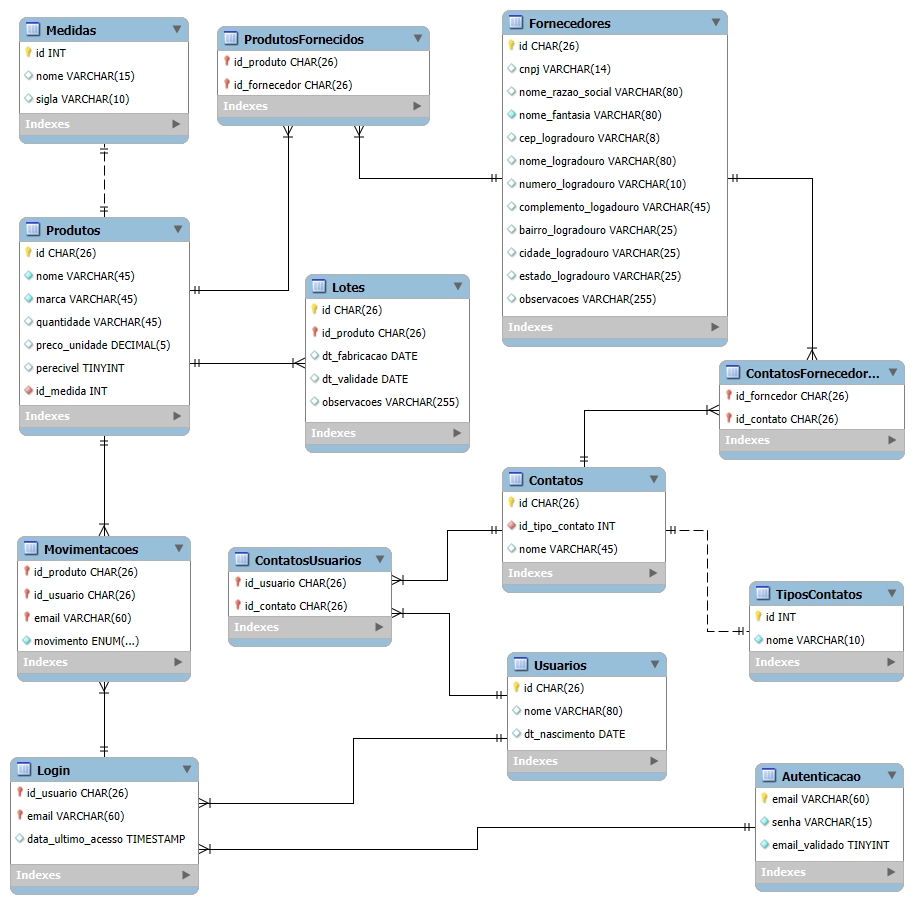 Medidas
id INT
nome VARCHAR(15)
sigla VARCHAR(10)
Indexes
ProdutosFornecidos
id_produto CHAR(26)
id_fornecedor CHAR(26)
Indexes
Fornecedores
id CHAR(26)
cnpj VARCHAR(14)
nome_razao_social VARCHAR(80)
nome_fantasia VARCHAR(80)
cep_logradouro VARCHAR(8)
nome_logradouro VARCHAR(80)
numero_logradouro VARCHAR(10)
complemento_logadouro VARCHAR(45)
bairro_logradouro VARCHAR(25)
cidade_logradouro VARCHAR(25)
estado_logradouro VARCHAR(25)
observacoes VARCHAR(255)
Indexes
Produtos
id CHAR(26)
nome VARCHAR(45)
marca VARCHAR(45)
quantidade VARCHAR(45)
preco_unidade DECIMAL(5)
perecivel TINYINT
id_medida INT
Indexes
Lotes
id CHAR(26)
id_produto CHAR(26)
dt_fabricacao DATE
dt_validade DATE
observacoes VARCHAR(255)
Indexes
ContatosFornecedor...
id_forncedor CHAR(26)
id_contato CHAR(26)
Indexes
Contatos
id CHAR(26)
id_tipo_contato INT
nome VARCHAR(45)
Indexes
Movimentacoes
id_produto CHAR(26)
id_usuario CHAR(26)
email VARCHAR(60)
movimento ENUM(...)
Indexes
ContatosUsuarios
id_usuario CHAR(26)
id_contato CHAR(26)
Indexes
TiposContatos
id INT
nome VARCHAR(10)
Indexes
Usuarios
id CHAR(26)
nome VARCHAR(80)
dt_nascimento DATE
Indexes
Login
id_usuario CHAR(26)
email VARCHAR(60)
data_ultimo_acesso TIMESTAMP
Indexes
Autenticacao
email VARCHAR(60)
senha VARCHAR(15)
email_validado TINYINT
Indexes